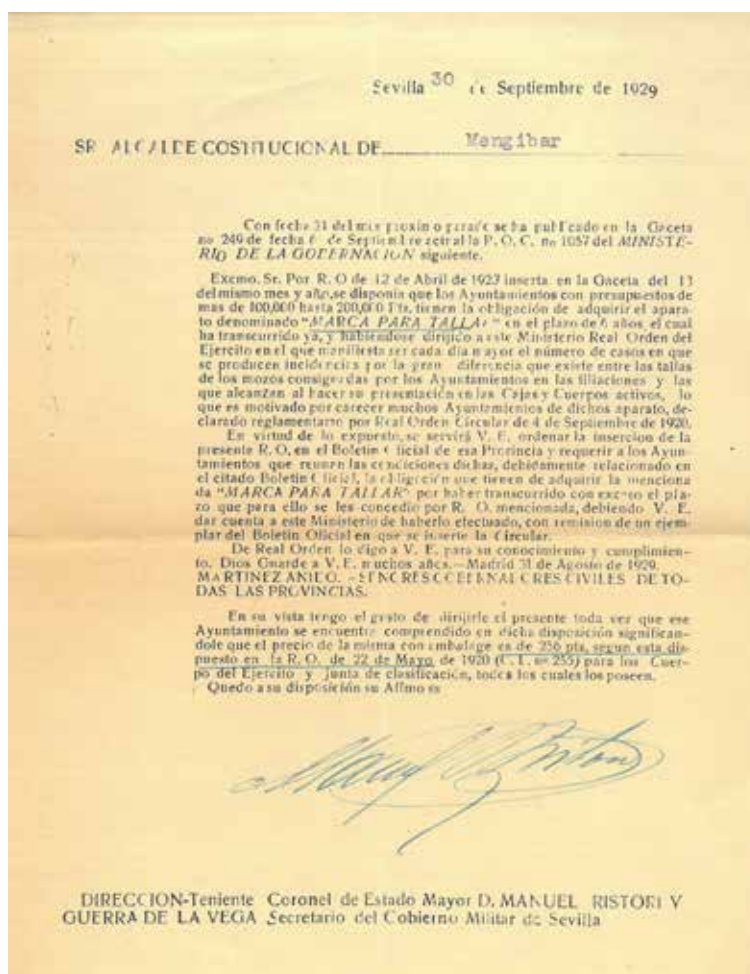 Sevilla 30 de Septiembre de 1929
SR ALCALDE COSTITUCIONAL DE Mengibar
Con fecha 31 del mes proximo pasado se ha publicado en la Gaceta
no 249 de fecha 6 de Septiembre actual la R. O. C. no 1057 del MINISTE-
RIO DE LA GOBERNACION siguiente.
Excmo. Sr. Por R. O de 12 de Abril de 1923 inserta en la Gaceta del 13
del mismo mes y año, se disponia que los Ayuntamientos con presupuestos de
mas de 100,000 hasta 200,000 Pts, tienen la obligación de adquirir el apara-
to denominado "MARCA PARA TALLAR" en el plazo de 6 años, el cual
ha transcurrido ya, y habiendose dirijido a este Ministerio Real Orden del
Ejercito en el que manifiesta ser cada dia mayor el número de casos en que
se producen incidencias por la gran diferencia que existe entre las tallas
de los mozos consignadas por los Ayuntamientos en las filiaciones y las
que alcanzan al hacer su presentación en las Cajas y Cuerpos activos, lo
que es motivado por carecer muchos Ayuntamientos de dichos aparato, de-
clarado reglamentario por Real Orden Circular de 4 de Septiembre de 1920.
En virtud de lo expuesto, se servirá V. E. ordenar la insercion de la
presente R. O, en el Boletin Oficial de esa Provincia y requerir a los Ayun-
tamientos que reunen las condiciones dichas, debidamente relacionado en
el citado Boletin Oficial, la obligación que tienen de adquirir la menciona
da "MARCA PARA TALLAR" por haber transcurrido con exceso el pla-
zo que para ello se les concedio por R. O. mencionada, debiendo V. E.
dar cuenta a este Ministerio de haberlo efectuado, con remision de un ejem-
plar del Boletin Oficial en que se inserte la Circular.
De Real Orden lo digo a V. E. para su conocimiento y cumplimien-
to. Dios Guarde a V. E. muchos años.—Madrid 31 de Agosto de 1929.
MARTINEZ ANIDO. —SEÑORES GOBERNADORES CIVILES DE TO-
DAS LAS PROVINCIAS.
En su vista tengo el gusto de dirijirle el presente toda vez que ese
Ayuntamiento se encuentra comprendido en dicha disposición significan-
dole que el precio de la misma con embalage es de 256 pts, segun esta dis-
puesto en la R. O. de 22 de Mayo de 1920 (C. L. nº 255) para los Cuer-
po del Ejercito y Junta de clasificación, todos los cuales los poseen.
Quedo a su disposición su Affmo ss
DIRECCION-Teniente Coronel de Estado Mayor D. MANUEL RISTORI Y
GUERRA DE LA VEGA Secretario del Gobierno Militar de Sevilla